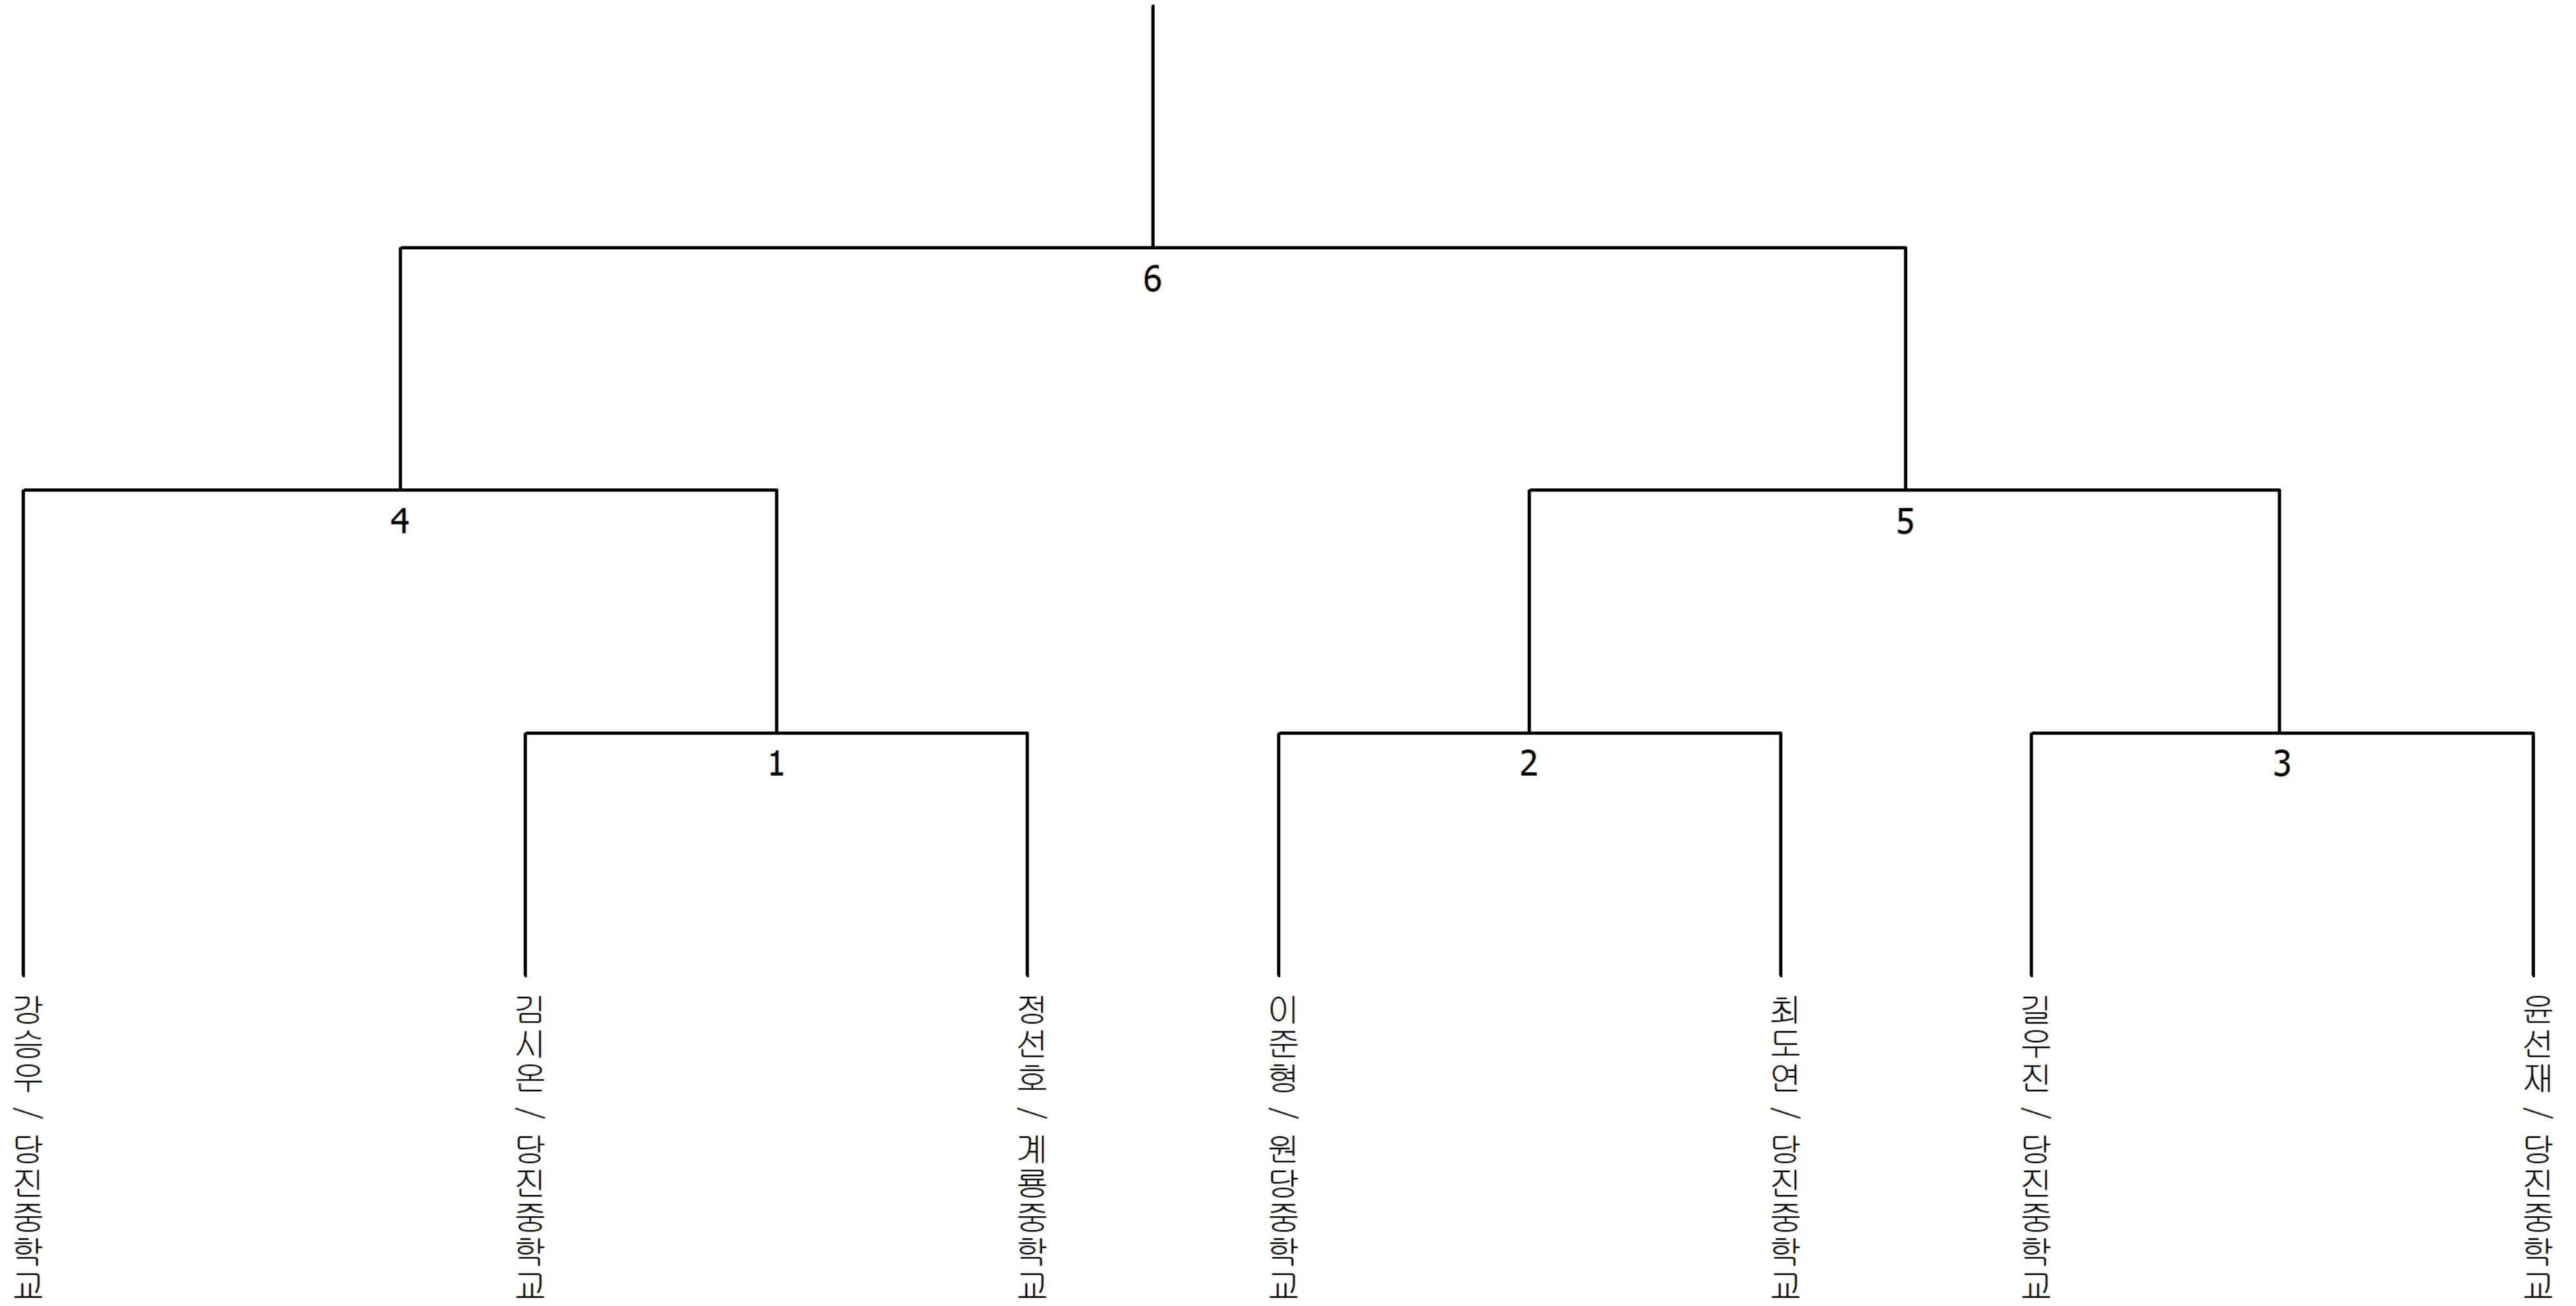 6
4
5
1
2
3
강승우 / 당진중학교
김시온 / 당진중학교
정선호 / 계룡중학교
이준형 / 원당중학교
최도연 / 당진중학교
길우진 / 당진중학교
윤선재 / 당진중학교